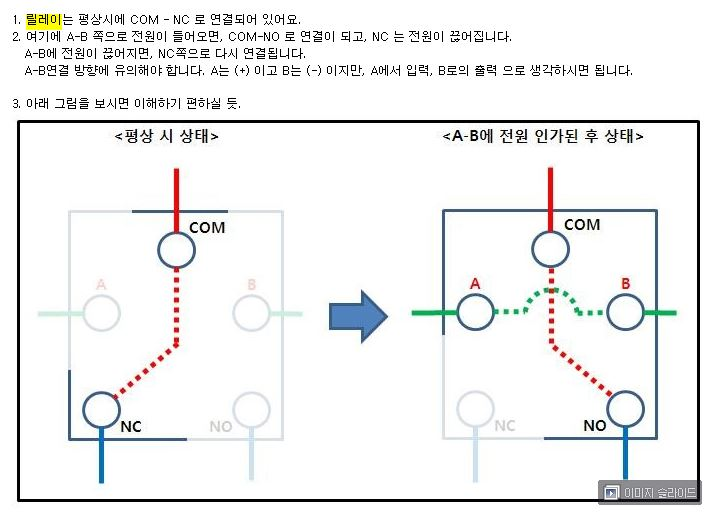 1. 릴레이는 평상시에 COM - NC 로 연결되어 있어요.
2. 여기에 A-B 쪽으로 전원이 들어오면, COM-NO 로 연결이 되고, NC 는 전원이 끊어집니다.
A-B에 전원이 끊어지면, NC쪽으로 다시 연결됩니다.
A-B연결 방향에 유의해야 합니다. A는 (+) 이고 B는 (-) 이지만, A에서 입력, B로의 출력 으로 생각하시면 됩니다.
3. 아래 그림을 보시면 이해하기 편하실 듯.
<평상 시 상태>
<A-B에 전원 인가된 후 상태>
COM
A
B
NC
NO
COM
A
B
NC
NO
이미지 슬라이드